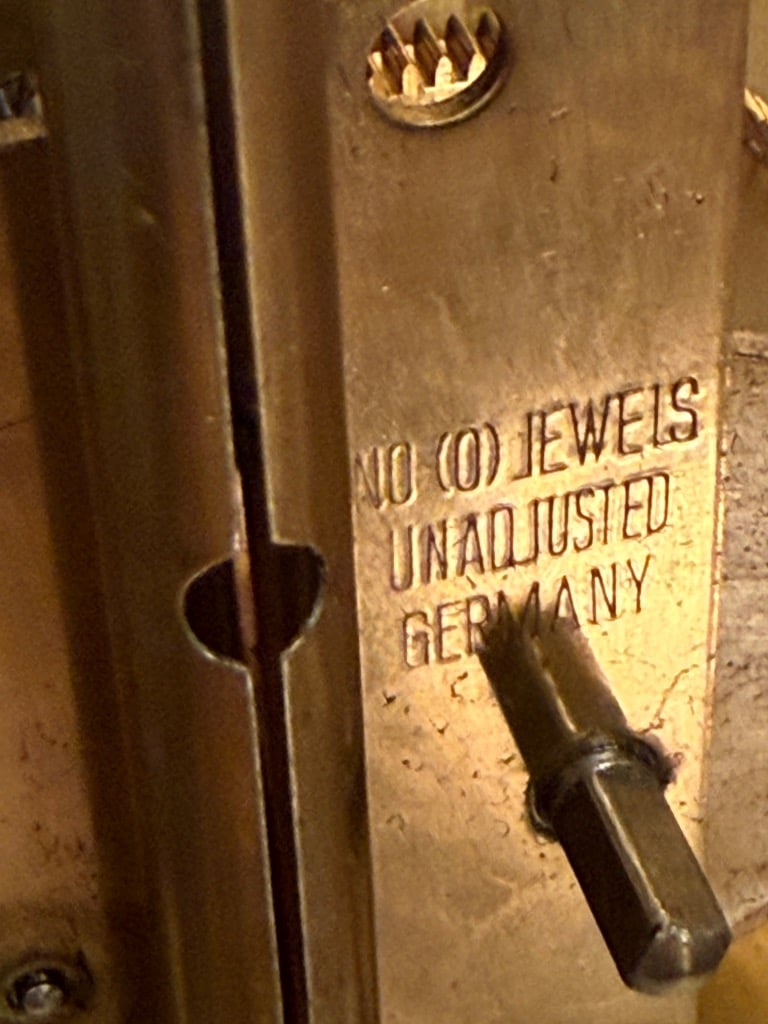 NO (0) JEWELS
UNADJUSTED
GERMANY